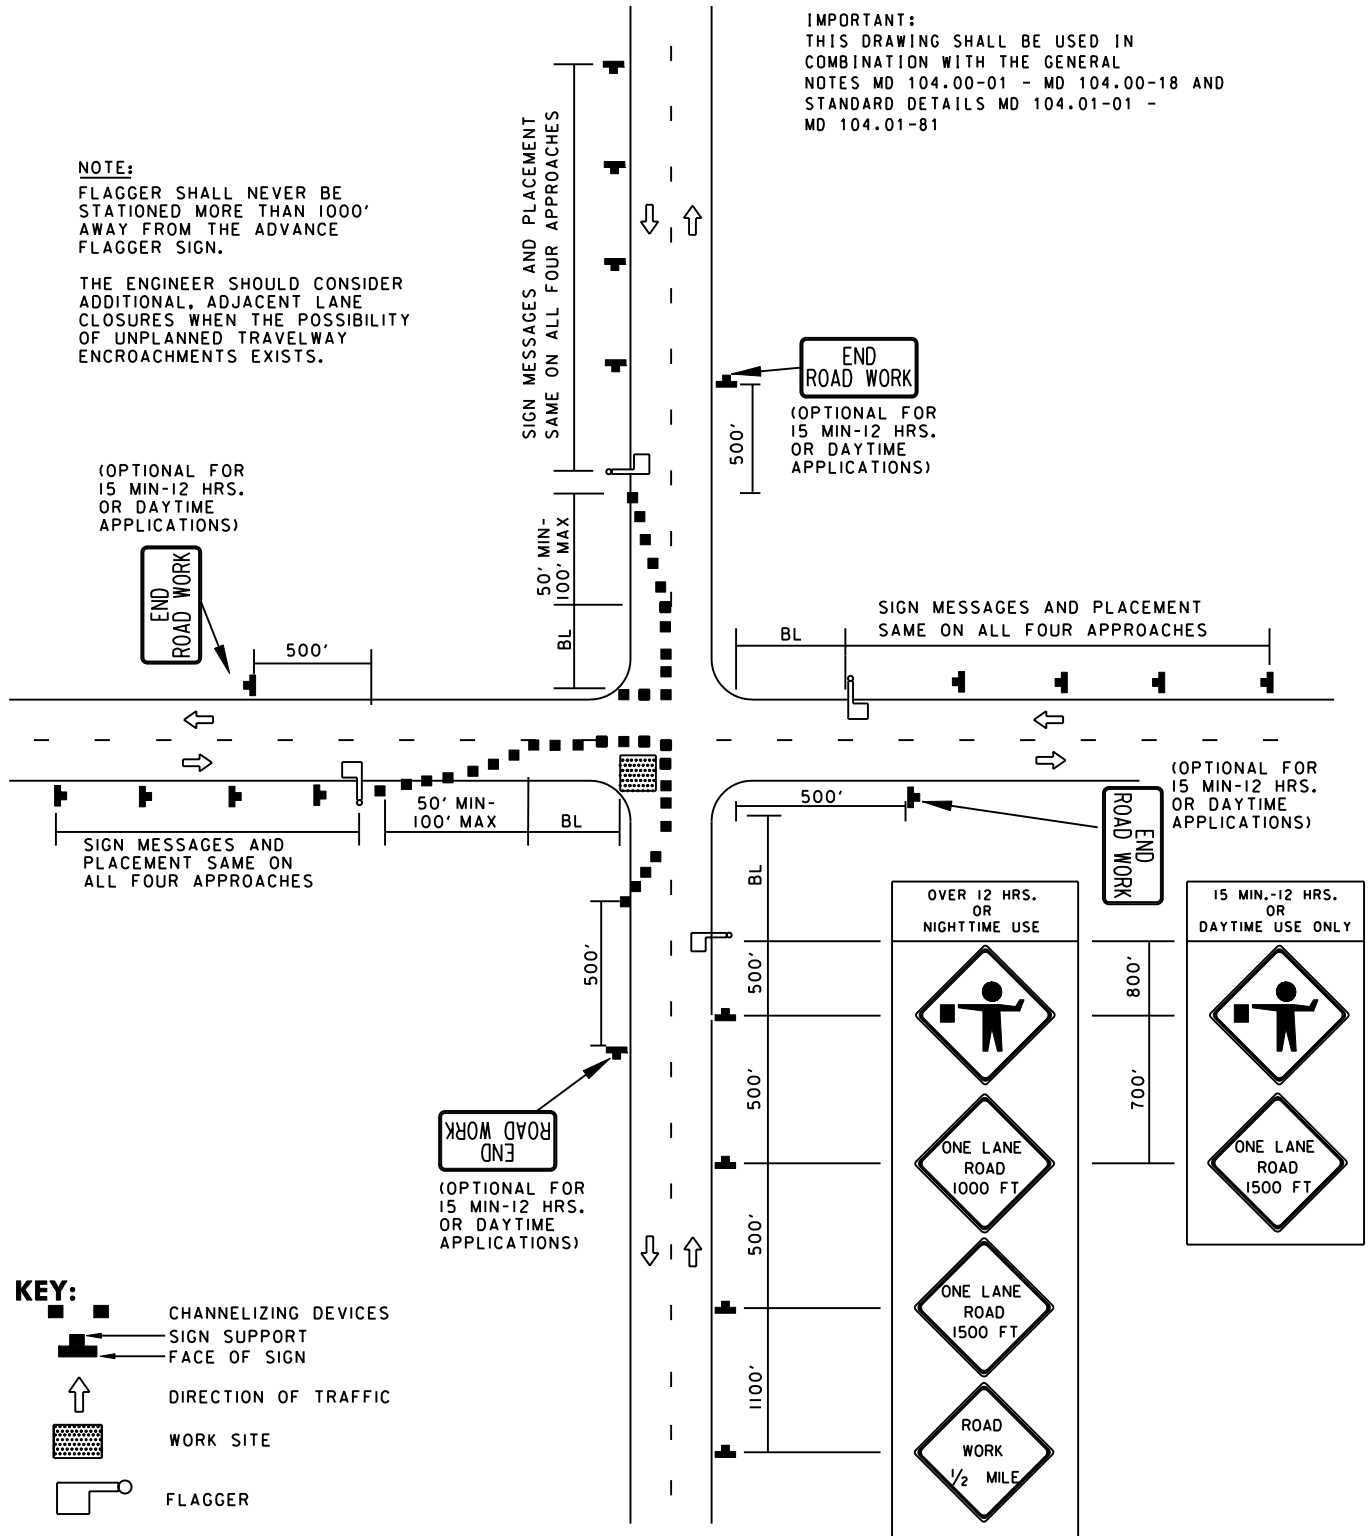 IMPORTANT:
THIS DRAWING SHALL BE USED IN
COMBINATION WITH THE GENERAL
NOTES MD 104.00-01 - MD 104.00-18 AND
STANDARD DETAILS MD 104.01-01 -
MD 104.01-81
NOTE:
FLAGGER SHALL NEVER BE
STATIONED MORE THAN 1000'
AWAY FROM THE ADVANCE
FLAGGER SIGN.
THE ENGINEER SHOULD CONSIDER
ADDITIONAL, ADJACENT LANE
CLOSURES WHEN THE POSSIBILITY
OF UNPLANNED TRAVELWAY
ENCROACHMENTS EXISTS.
SIGN MESSAGES AND PLACEMENT
SAME ON ALL FOUR APPROACHES
END
ROAD WORK
(OPTIONAL FOR
15 MIN-12 HRS.
OR DAYTIME
APPLICATIONS)
500'
(OPTIONAL FOR
15 MIN-12 HRS.
OR DAYTIME
APPLICATIONS)
END
ROAD WORK
500'
50' MIN-
100' MAX
BL
SIGN MESSAGES AND PLACEMENT
SAME ON ALL FOUR APPROACHES
BL
50' MIN-
100' MAX
BL
SIGN MESSAGES AND
PLACEMENT SAME ON
ALL FOUR APPROACHES
500'
(OPTIONAL FOR
15 MIN-12 HRS.
OR DAYTIME
APPLICATIONS)
END
ROAD WORK
BL
500'
500'
500'
1100'
500'
END
ROAD WORK
(OPTIONAL FOR
15 MIN-12 HRS.
OR DAYTIME
APPLICATIONS)
OVER 12 HRS.
OR
NIGHTTIME USE
ONE LANE
ROAD
1000 FT
ONE LANE
ROAD
1500 FT
ROAD
WORK
1/2 MILE
800'
700'
15 MIN.-12 HRS.
OR
DAYTIME USE ONLY
ONE LANE
ROAD
1500 FT
KEY:
CHANNELIZING DEVICES
SIGN SUPPORT
FACE OF SIGN
DIRECTION OF TRAFFIC
WORK SITE
FLAGGER